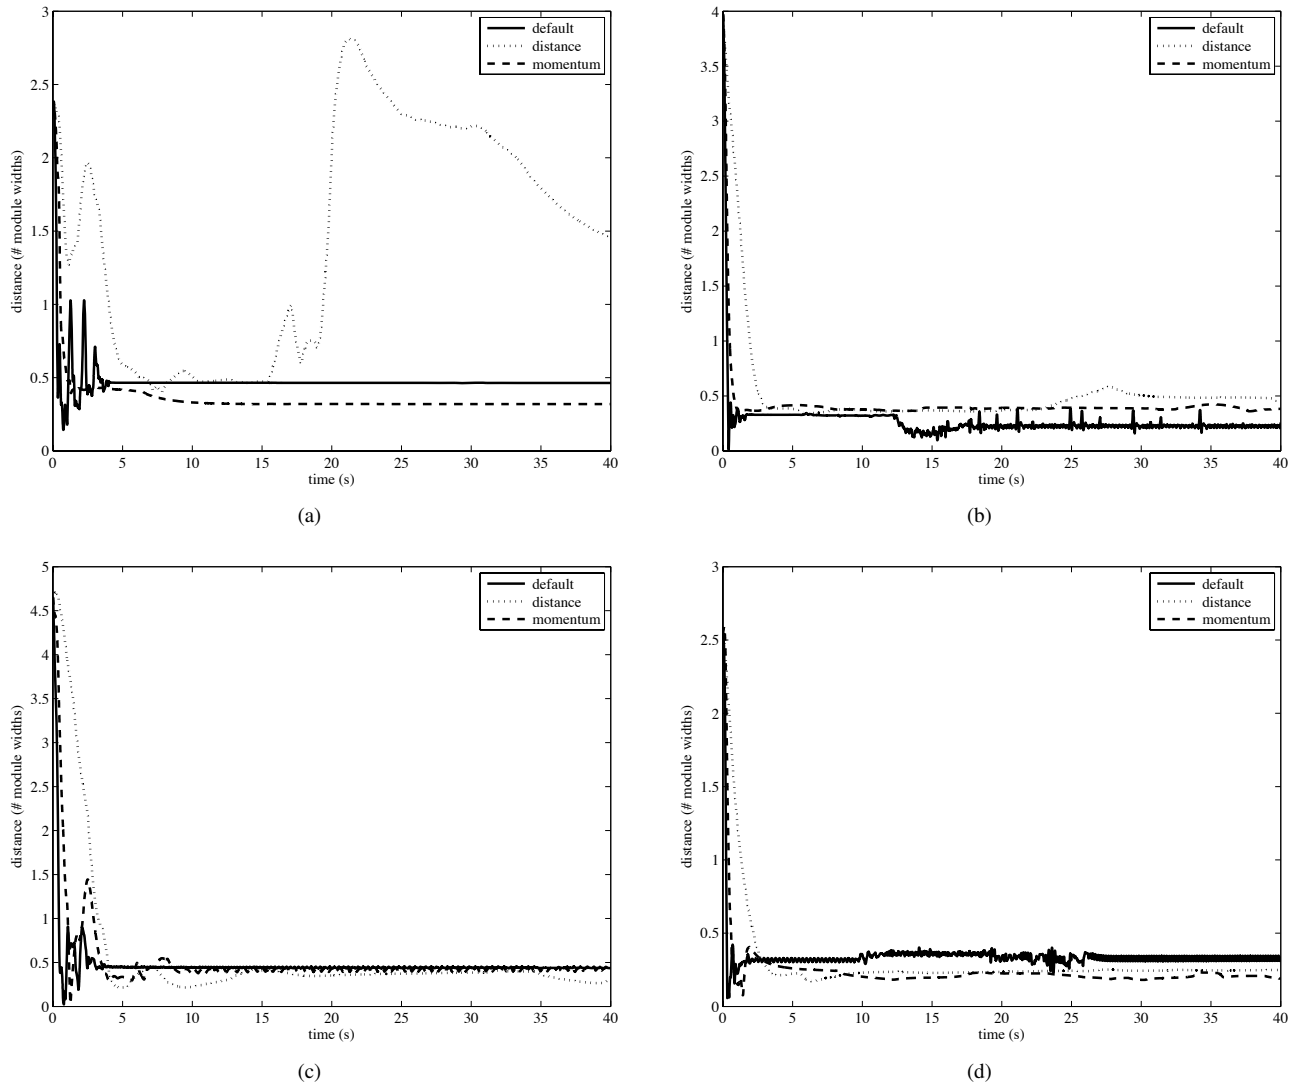 3
2.5
2
1.5
1
0.5
0
0 5 10 15 20 25 30 35 40
distance (# module widths)
time (s)
default
distance
momentum
(a)
4
3.5
3
2.5
2
1.5
1
0.5
0
0 5 10 15 20 25 30 35 40
distance (# module widths)
time (s)
default
distance
momentum
(b)
5
4.5
4
3.5
3
2.5
2
1.5
1
0.5
0
0 5 10 15 20 25 30 35 40
distance (# module widths)
time (s)
default
distance
momentum
(c)
3
2.5
2
1.5
1
0.5
0
0 5 10 15 20 25 30 35 40
distance (# module widths)
time (s)
default
distance
momentum
(d)